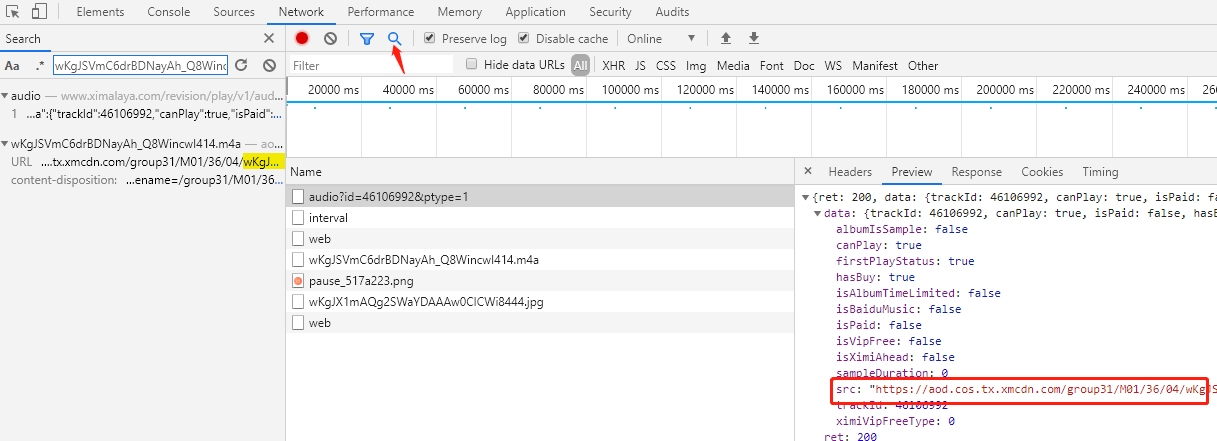 Elements Console Sources Network Performance Memory Application Security Audits
Search
Preserve log Disable cache Online
Aa .* wKgJSVmC6drBDNayAh_Q8Winc
Filter Hide data URLs All XHR JS CSS Img Media Font Doc WS Manifest Other
20000 ms 40000 ms 60000 ms 80000 ms 100000 ms 120000 ms 140000 ms 160000 ms 180000 ms 200000 ms 220000 ms 240000 ms 26
audio — www.ximalaya.com/revision/play/v1/aud...
1 ...a":{"trackId":46106992,"canPlay":true,"isPaid":...
wKgJSVmC6drBDNayAh_Q8Wincwl414.m4a — ao...
URL ....tx.xmcdn.com/group31/M01/36/04/wKgJ...
content-disposition: ...ename=/group31/M01/36...
Name
audio?id=46106992&ptype=1
interval
web
wKgJSVmC6drBDNayAh_Q8Wincwl414.m4a
pause_517a223.png
wKgJX1mAQg2SWaYDAAAw0ClCWi8444.jpg
web
Headers Preview Response Cookies Timing
{ret: 200, data: {trackId: 46106992, canPlay: true, isPaid: fa
data: {trackId: 46106992, canPlay: true, isPaid: false, hasB
albumIsSample: false
canPlay: true
firstPlayStatus: true
hasBuy: true
isAlbumTimeLimited: false
isBaiduMusic: false
isPaid: false
isVipFree: false
isXimiAhead: false
sampleDuration: 0
src: "https://aod.cos.tx.xmcdn.com/group31/M01/36/04/wKgJS
trackId: 46106992
ximiVipFreeType: 0
ret: 200